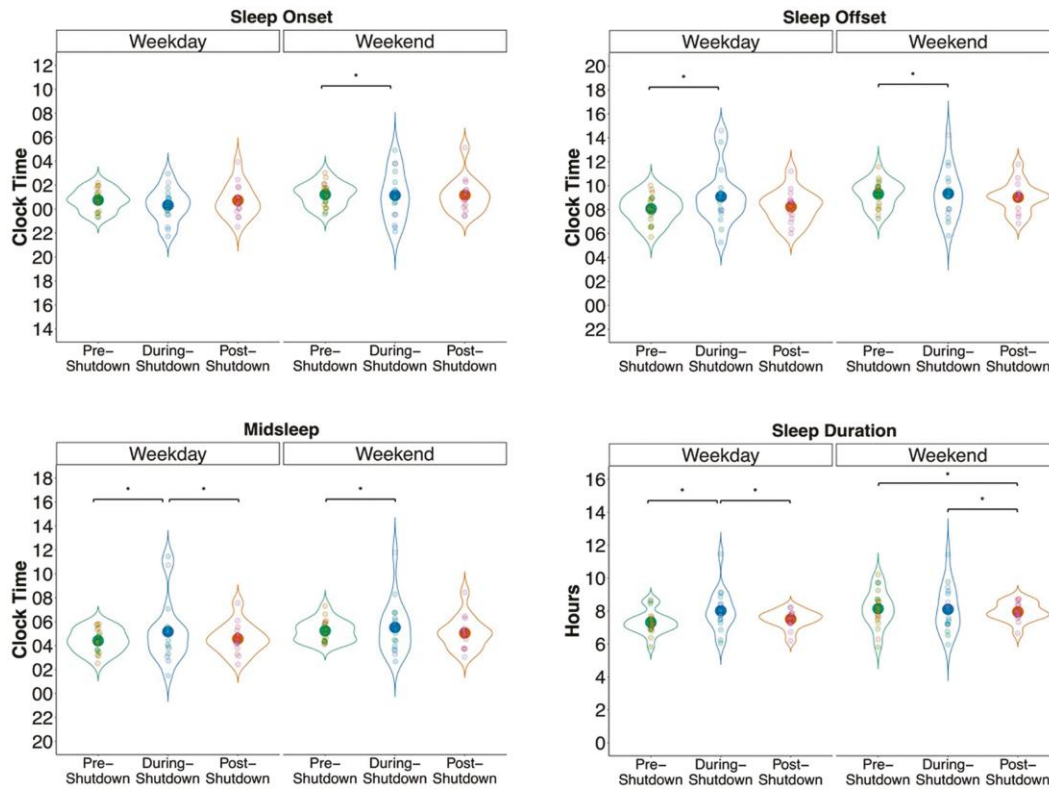 Sleep Onset
Weekday Weekend
Clock Time
12
10
08
06
04
02
00
22
20
18
16
14
* 
Pre– During– Post– Pre– During– Post–
Shutdown Shutdown Shutdown Shutdown Shutdown Shutdown
Sleep Offset
Weekday Weekend
Clock Time
20
18
16
14
12
10
08
06
04
02
00
22
* *
Pre– During– Post– Pre– During– Post–
Shutdown Shutdown Shutdown Shutdown Shutdown Shutdown
Midsleep
Weekday Weekend
Clock Time
18
16
14
12
10
08
06
04
00
22
20
* * *
Pre– During– Post– Pre– During– Post–
Shutdown Shutdown Shutdown Shutdown Shutdown Shutdown
Sleep Duration
Weekday Weekend
Hours
16
14
12
10
8
6
4
2
0
* * * *
Pre– During– Post– Pre– During– Post–
Shutdown Shutdown Shutdown Shutdown Shutdown Shutdown